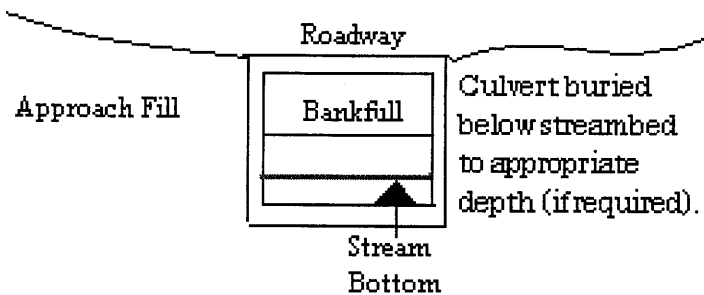 Roadway
Approach Fill
Bankfull
Culvert buried
below streambed
to appropriate
depth (if required).
Stream
Bottom